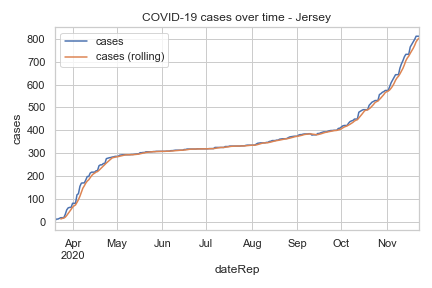 COVID-19 cases over time - Jersey
cases
cases (rolling)
800
700
600
500
400
300
200
100
0
cases
Apr May Jun Jul Aug Sep Oct Nov
2020
dateRep